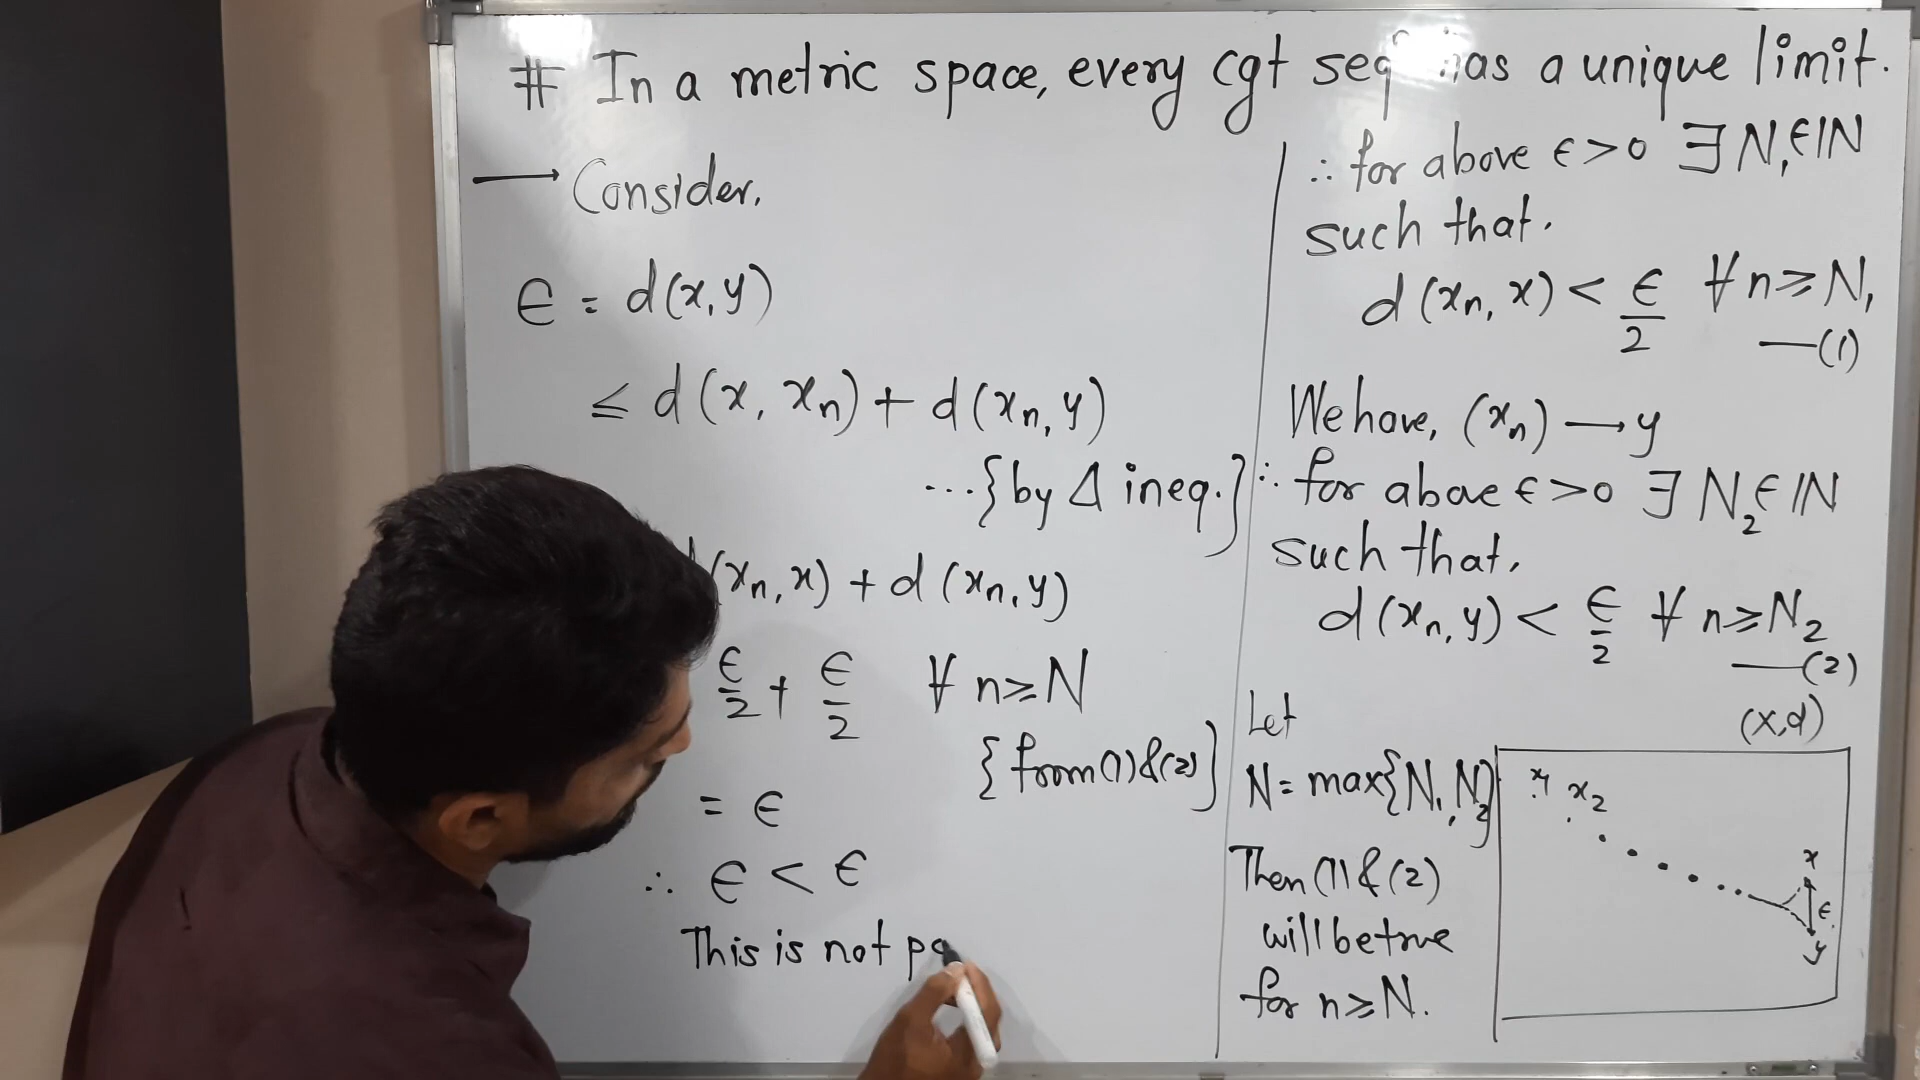 # In a metric space, every cgt seq has a unique limit.
→ Consider,
ϵ = d(x,y)
≤ d(x, xₙ) + d(xₙ, y)
...{by Δ ineq.}
(xₙ, x) + d(xₙ, y)
ϵ/2 + ϵ/2 ∀ n ≥ N
{from (1) & (2)}
= ϵ
∴ ϵ < ϵ
This is not po
∴ for above ϵ > 0 ∃ N₁ ∈ ℕ
such that.
d(xₙ, x) < ϵ/2 ∀ n ≥ N₁
—(1)
We have, (xₙ) → y
∴ for above ϵ > 0 ∃ N₂ ∈ ℕ
such that,
d(xₙ, y) < ϵ/2 ∀ n ≥ N₂
—(2)
Let
N = max{N₁, N₂}
Then (1) & (2)
will be true
for n ≥ N.
(X,d)
x₁ x₂
x
ϵ
y